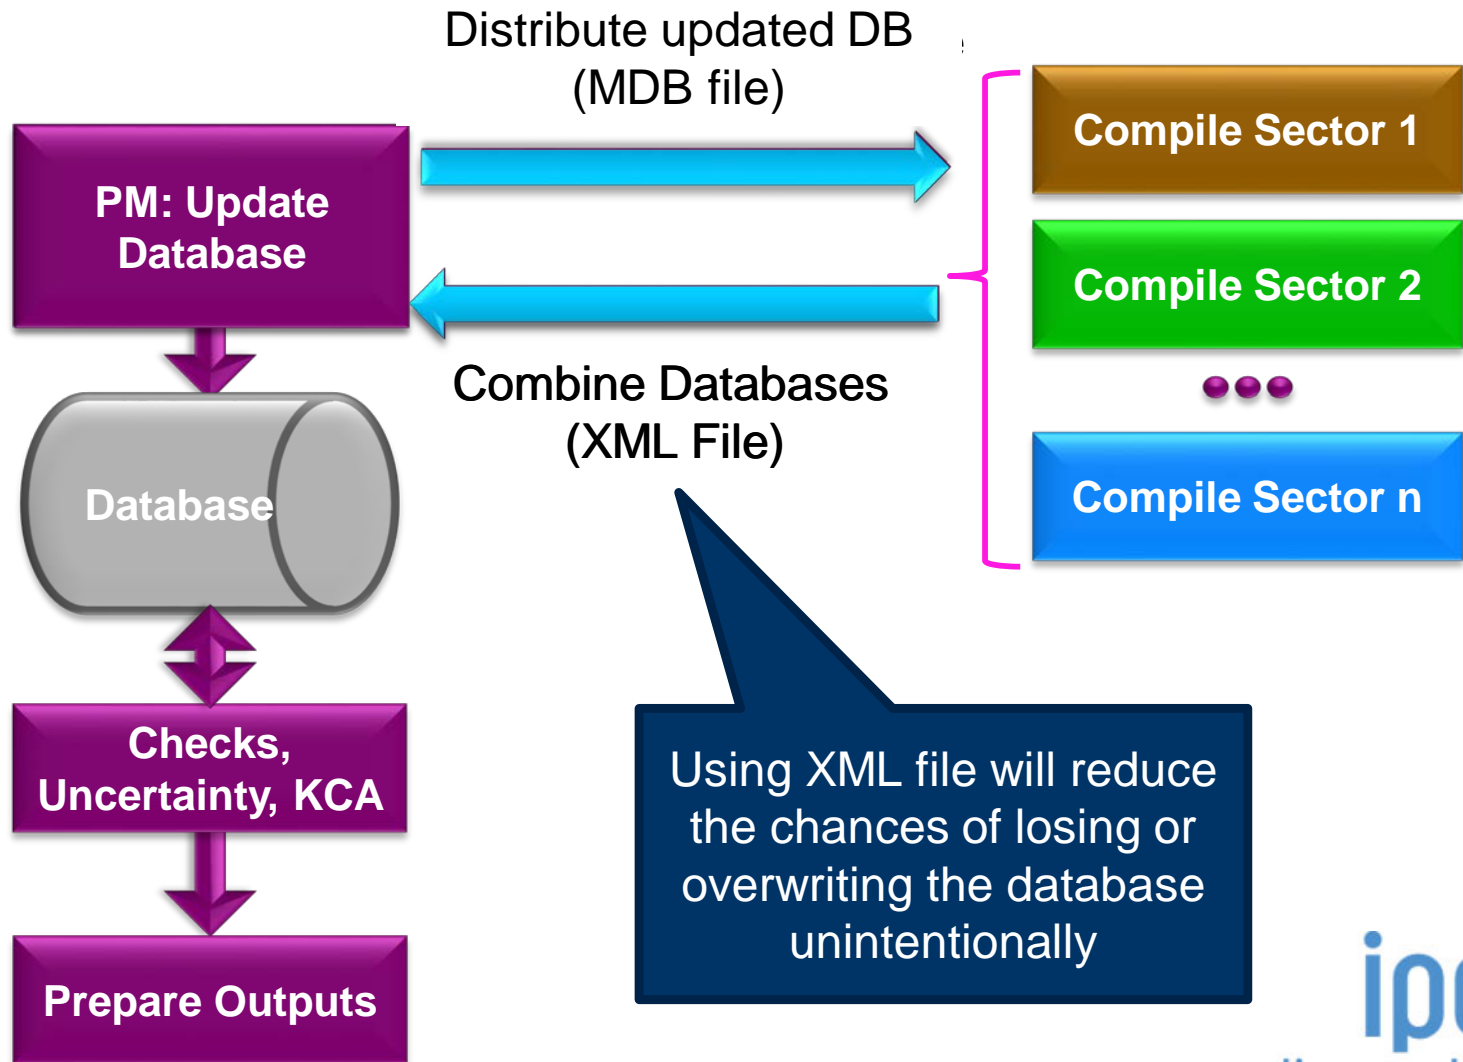 Distribute updated DB
(MDB file)
PM: Update
Database
Compile Sector 1
Compile Sector 2
Compile Sector n
Combine Databases
(XML File)
Database
Checks,
Uncertainty, KCA
Prepare Outputs
Using XML file will reduce
the chances of losing or
overwriting the database
unintentionally